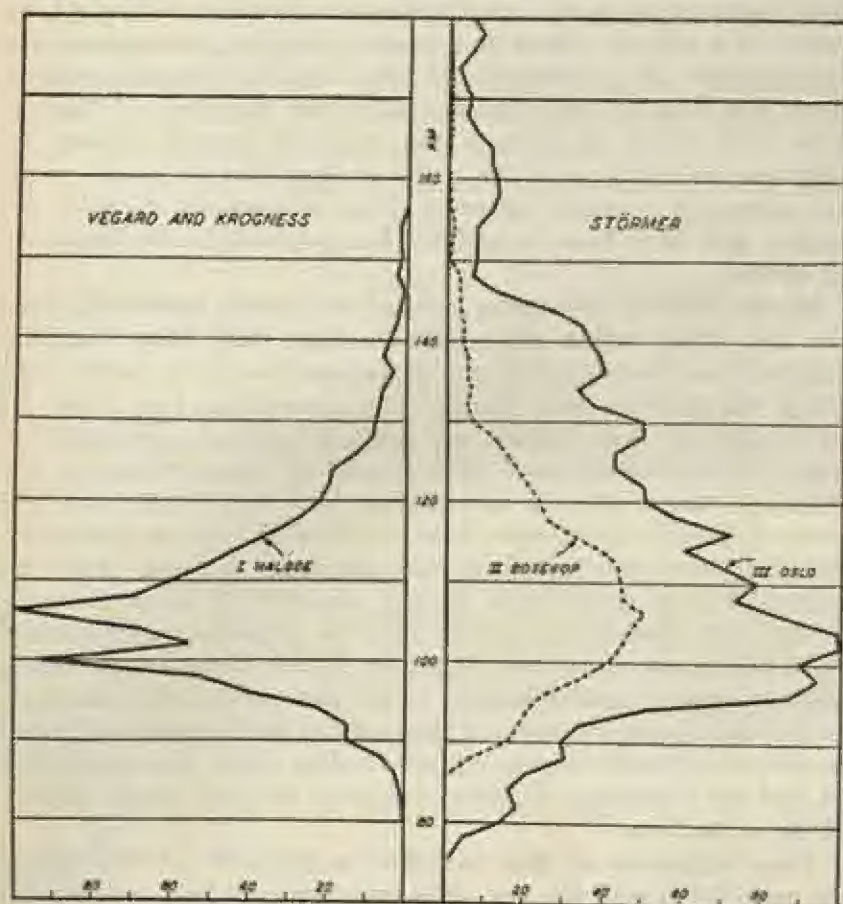 KM
160
VEGARD AND KROGNESS
STÖRMER
140
120
I HALDDE
II BOSEKOP
III OSLO
100
80
80 60 40 20
20 40 60 80